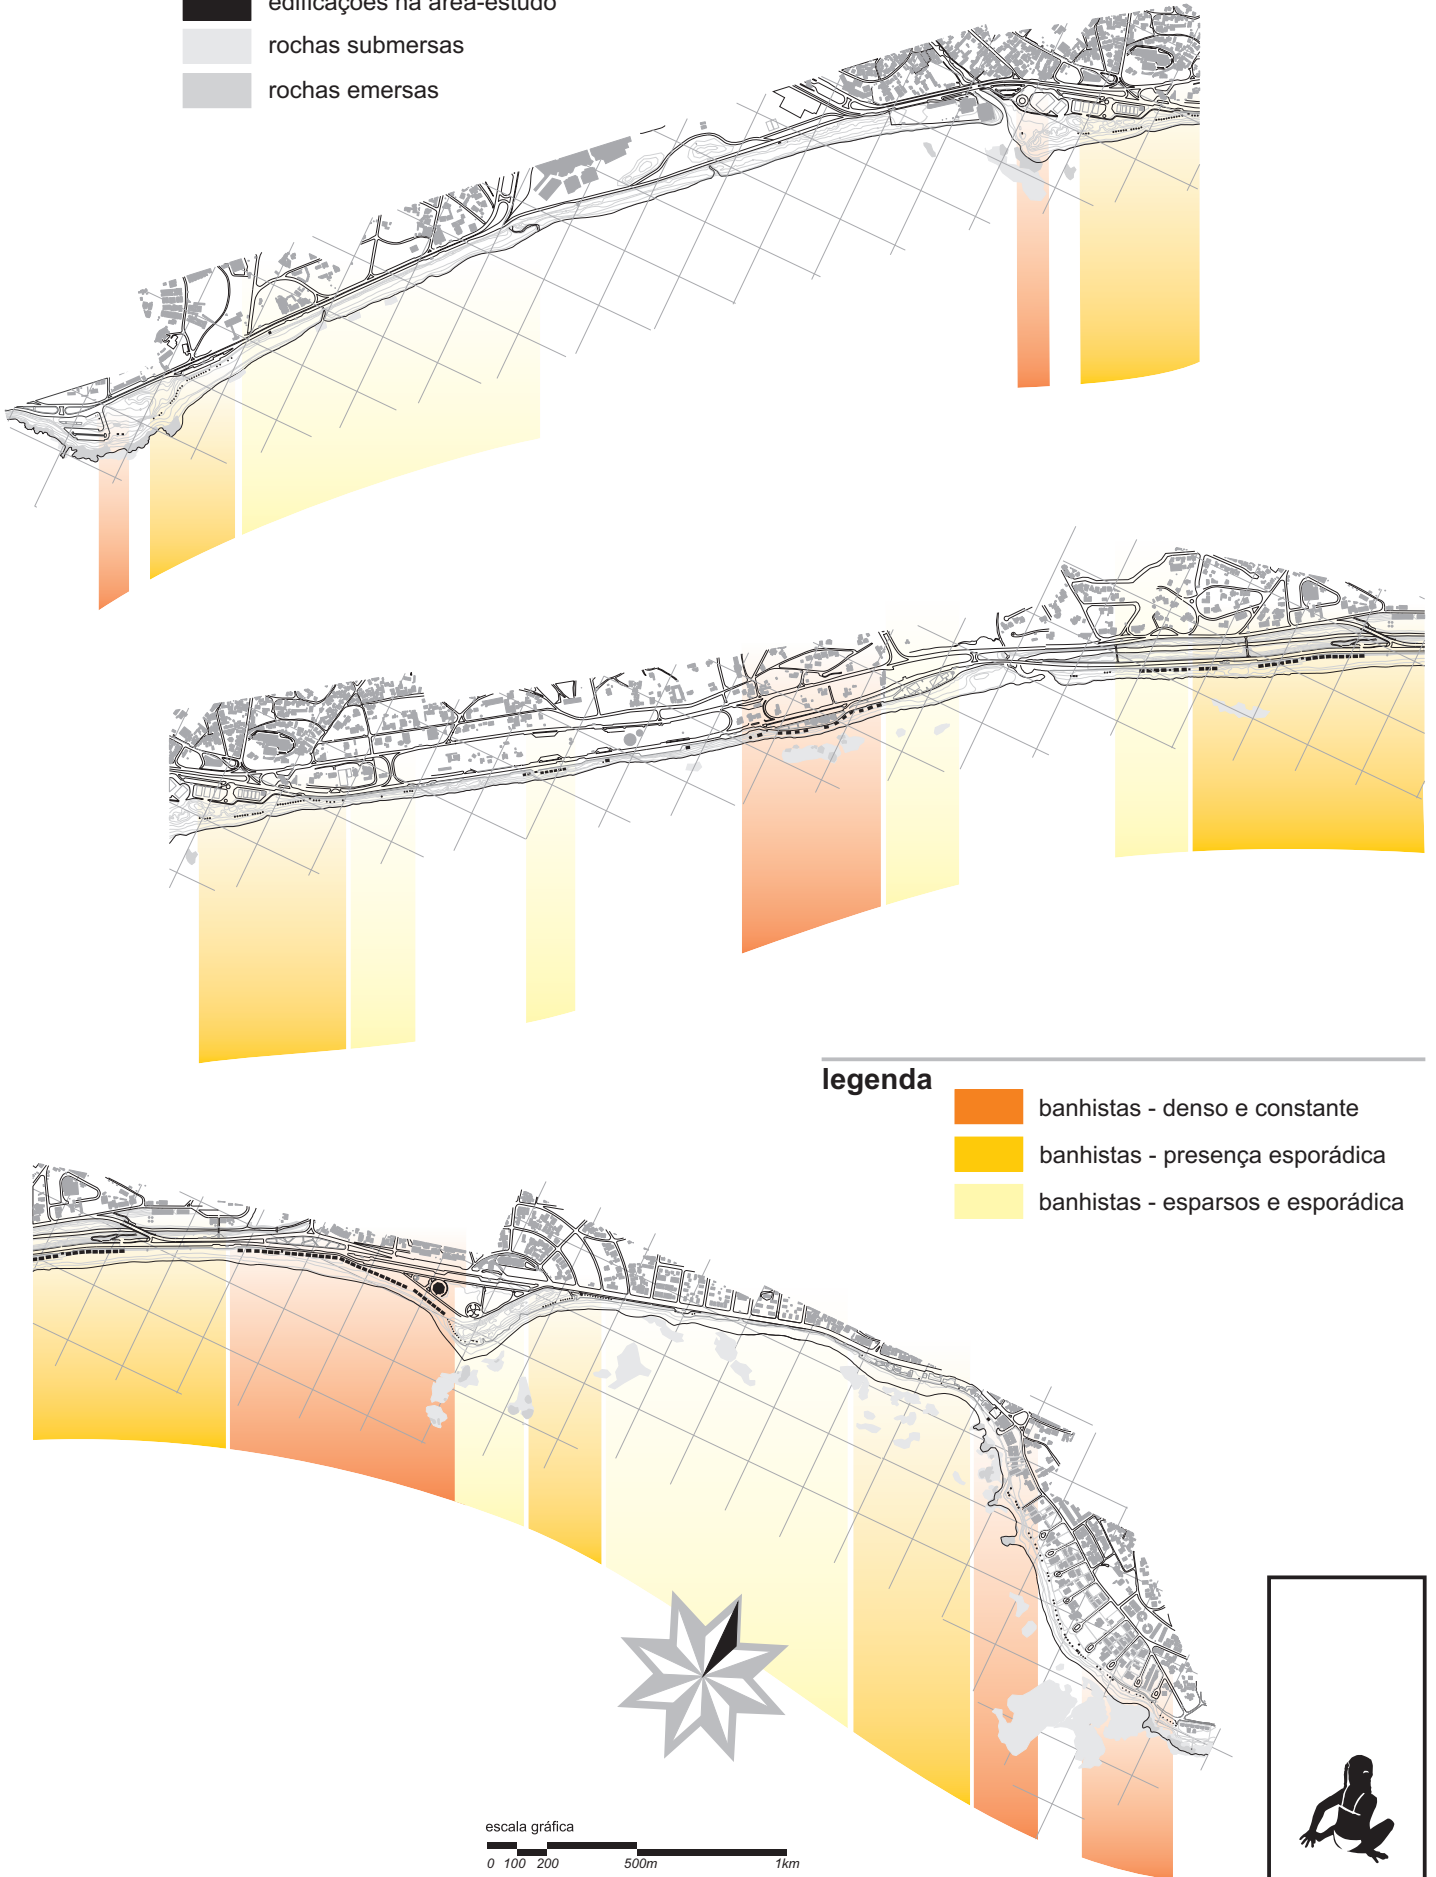 edificações na área-estudo
rochas submersas
rochas emersas
legenda
banhistas - denso e constante
banhistas - presença esporádica
banhistas - esparsos e esporádica
escala gráfica
0 100 200 500m 1km